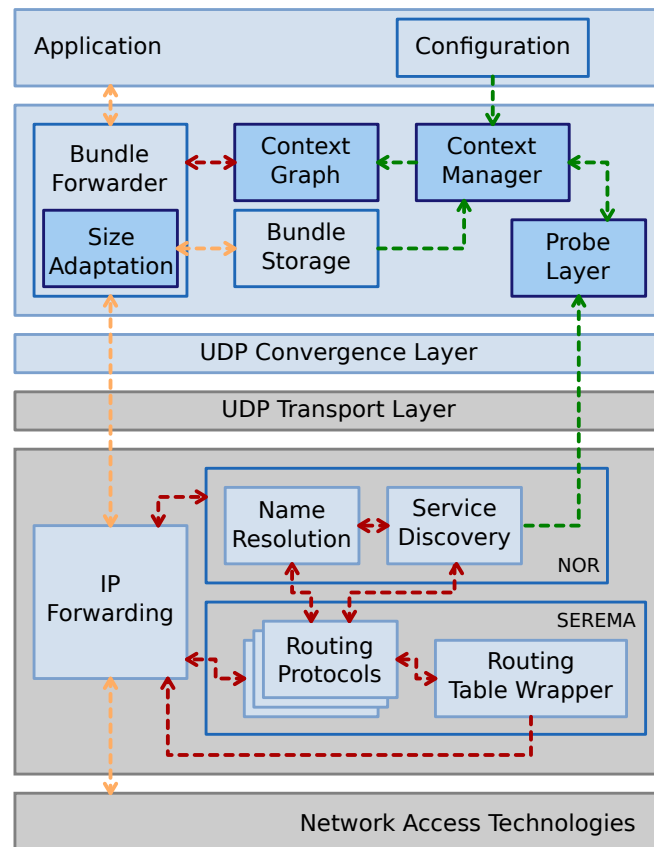 Application
Configuration
Bundle
Forwarder
Context
Graph
Context
Manager
Size
Adaptation
Bundle
Storage
Probe
Layer
UDP Convergence Layer
UDP Transport Layer
Name
Resolution
Service
Discovery
NOR
IP
Forwarding
SEREMA
Routing
Protocols
Routing
Table Wrapper
Network Access Technologies